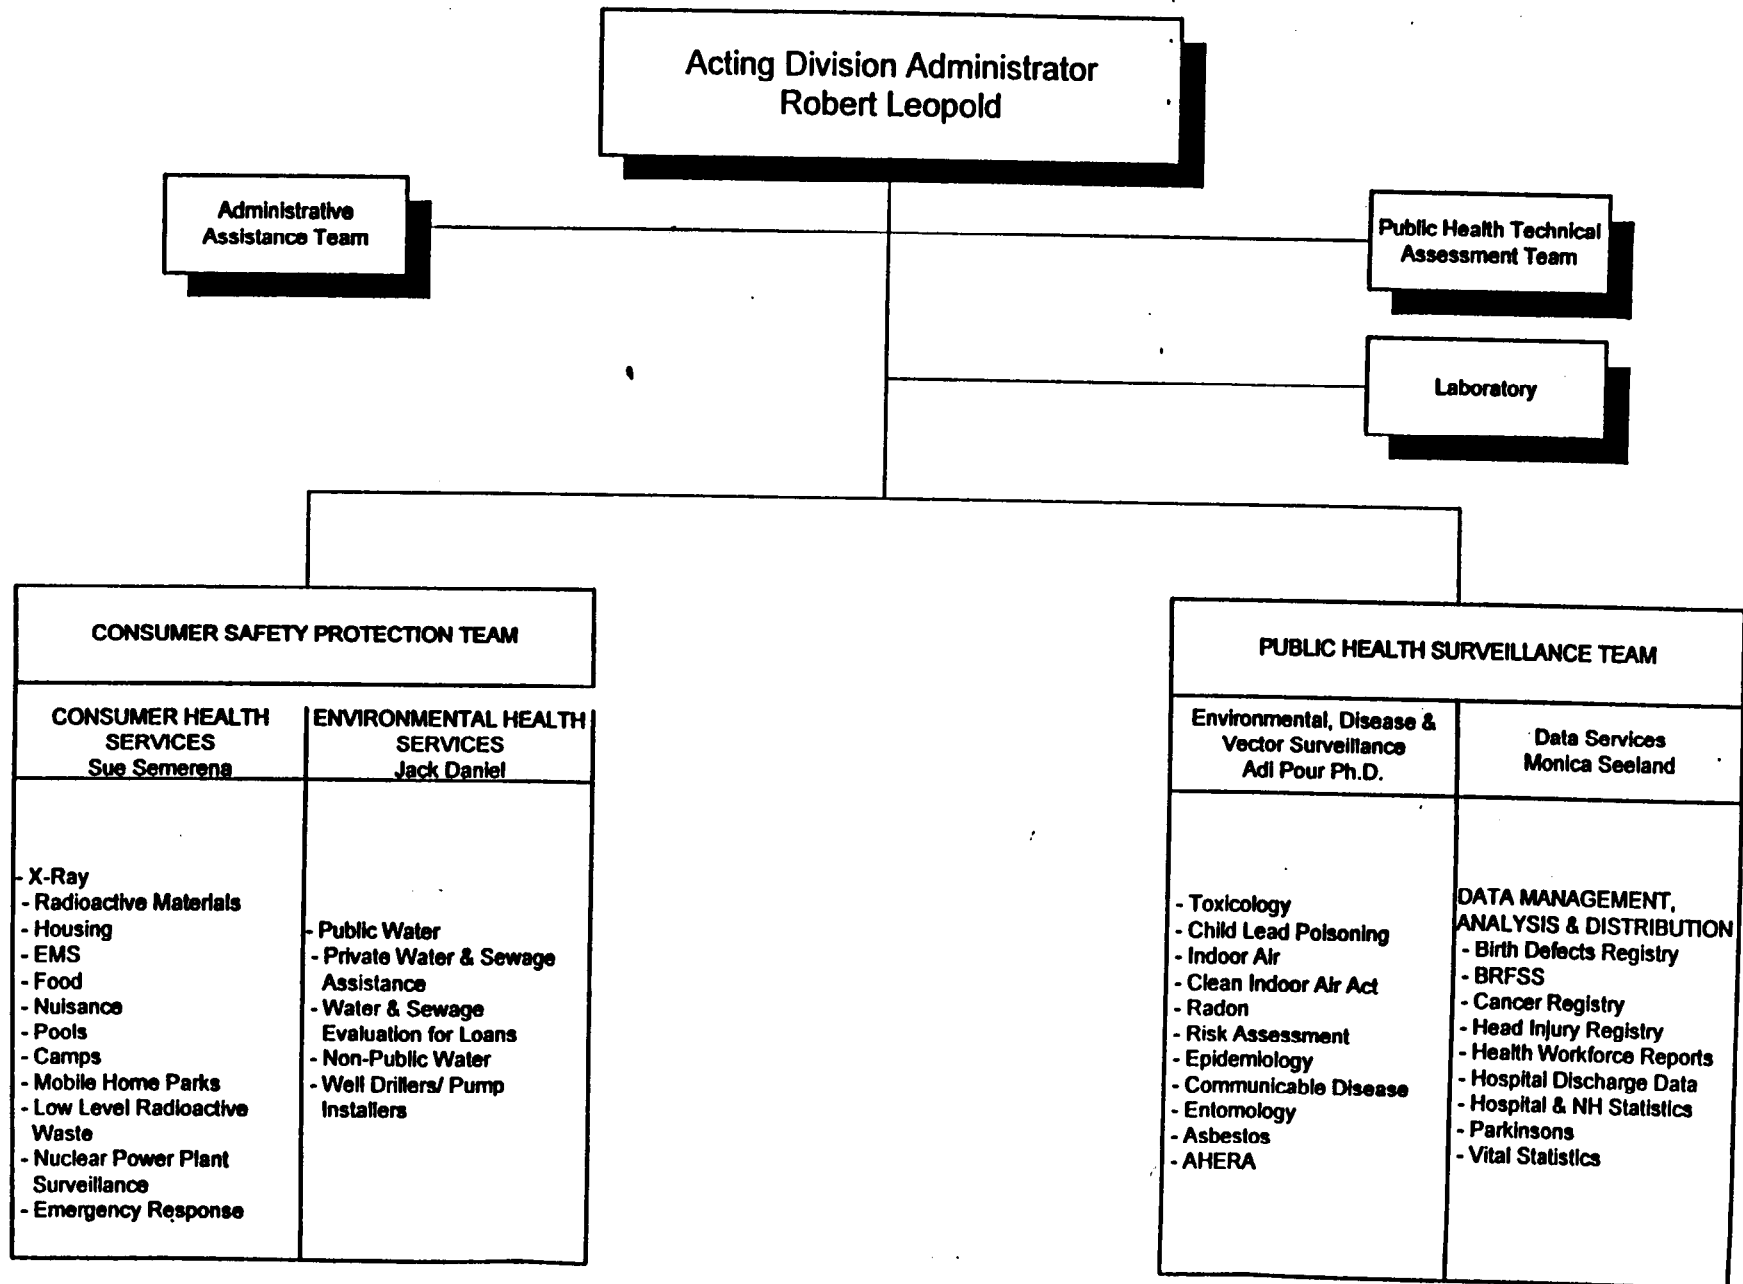 Acting Division Administrator
Robert Leopold
Administrative
Assistance Team
Public Health Technical
Assessment Team
Laboratory
CONSUMER SAFETY PROTECTION TEAM
CONSUMER HEALTH
SERVICES
Sue Semerena
ENVIRONMENTAL HEALTH
SERVICES
Jack Daniel
- X-Ray
- Radioactive Materials
- Housing
- EMS
- Food
- Nuisance
- Pools
- Camps
- Mobile Home Parks
- Low Level Radioactive
Waste
- Nuclear Power Plant
Surveillance
- Emergency Response
- Public Water
- Private Water & Sewage
Assistance
- Water & Sewage
Evaluation for Loans
- Non-Public Water
- Well Drillers/ Pump
Installers
PUBLIC HEALTH SURVEILLANCE TEAM
Environmental, Disease &
Vector Surveillance
Adi Pour Ph.D.
Data Services
Monica Seeland
- Toxicology
- Child Lead Poisoning
- Indoor Air
- Clean Indoor Air Act
- Radon
- Risk Assessment
- Epidemiology
- Communicable Disease
- Entomology
- Asbestos
- AHERA
DATA MANAGEMENT,
ANALYSIS & DISTRIBUTION
- Birth Defects Registry
- BRFSS
- Cancer Registry
- Head Injury Registry
- Health Workforce Reports
- Hospital Discharge Data
- Hospital & NH Statistics
- Parkinsons
- Vital Statistics